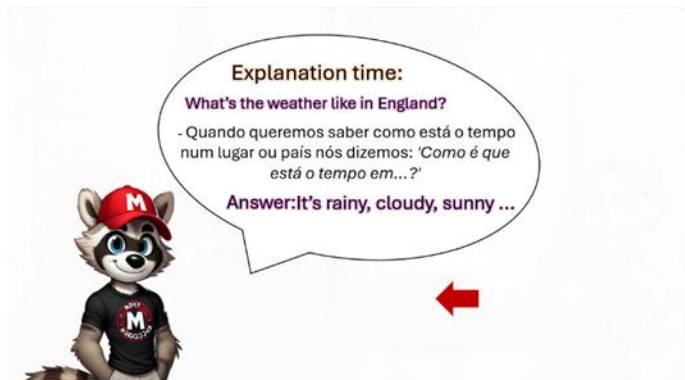 Explanation time:
What's the weather like in England?
- Quando queremos saber como está o tempo
num lugar ou país nós dizemos: 'Como é que
está o tempo em...?'
Answer:It's rainy, cloudy, sunny ...
M
M